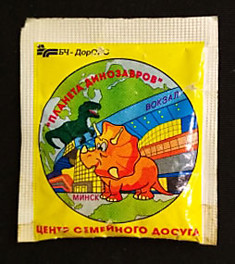 БЧ - ДорОРС
"ПЛАНЕТА ДИНОЗАВРОВ"
ВОКЗАЛ
МИНСК
ЦЕНТР СЕМЕЙНОГО ДОСУГА